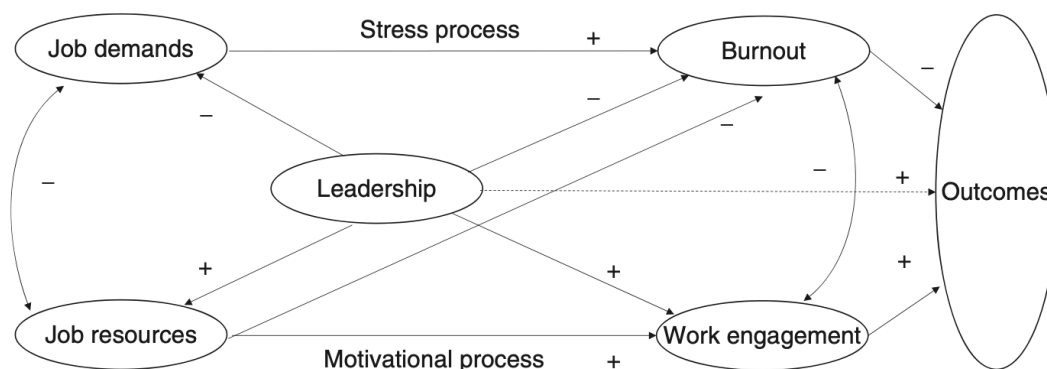 Stress process
+
Job demands
Burnout
–
–
–
–
Leadership
–
–
+
Outcomes
+
+
+
Job resources
Work engagement
Motivational process
+